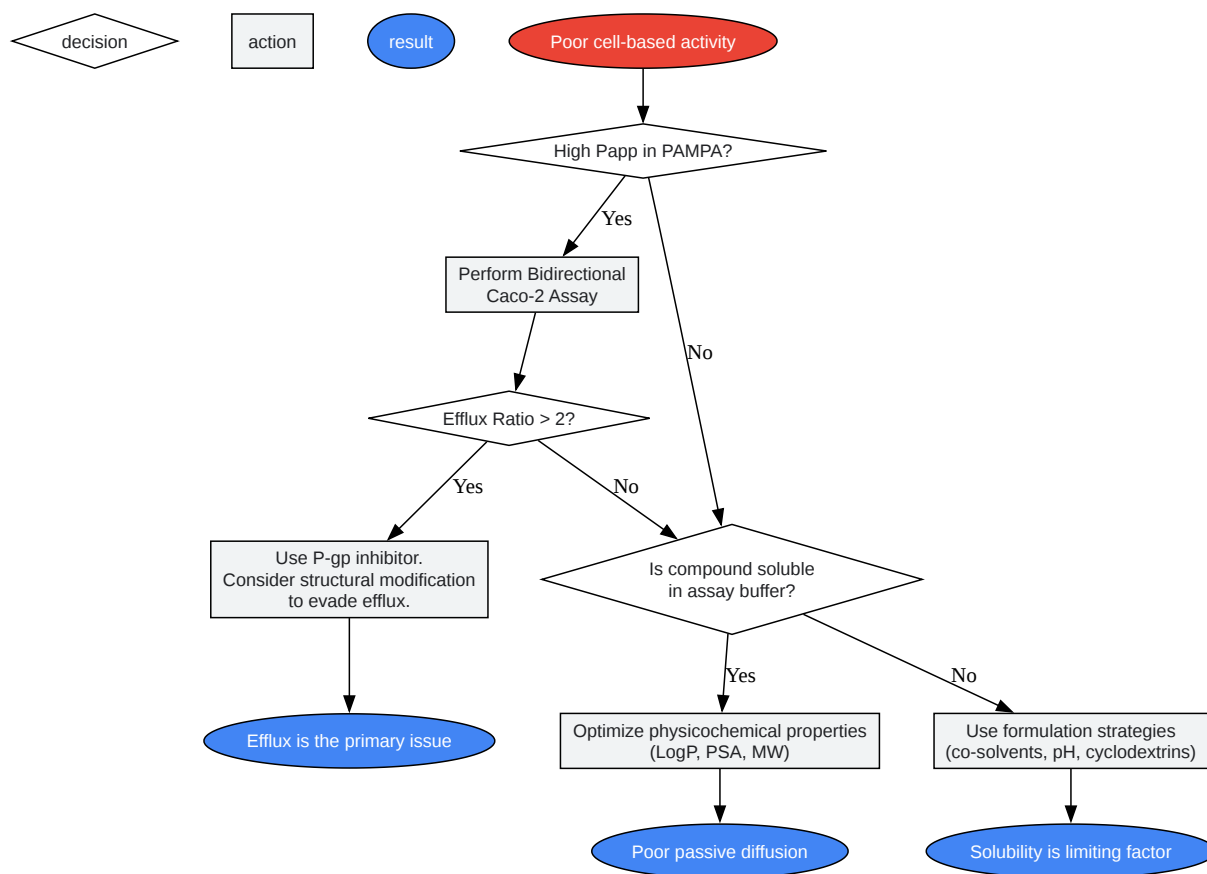 decision
action
result
Poor cell-based activity
High Papp in PAMPA?
Yes
Perform Bidirectional
Caco-2 Assay
No
Efflux Ratio > 2?
Yes
No
Use P-gp inhibitor.
Consider structural modification
to evade efflux.
Is compound soluble
in assay buffer?
Yes
No
Efflux is the primary issue
Optimize physicochemical properties
(LogP, PSA, MW)
Use formulation strategies
(co-solvents, pH, cyclodextrins)
Poor passive diffusion
Solubility is limiting factor